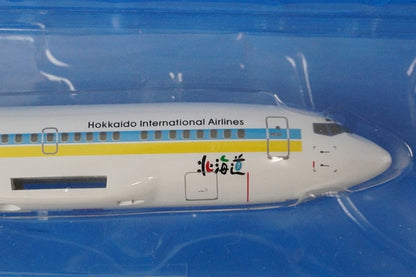 Hokkaido International Airlines
北海道